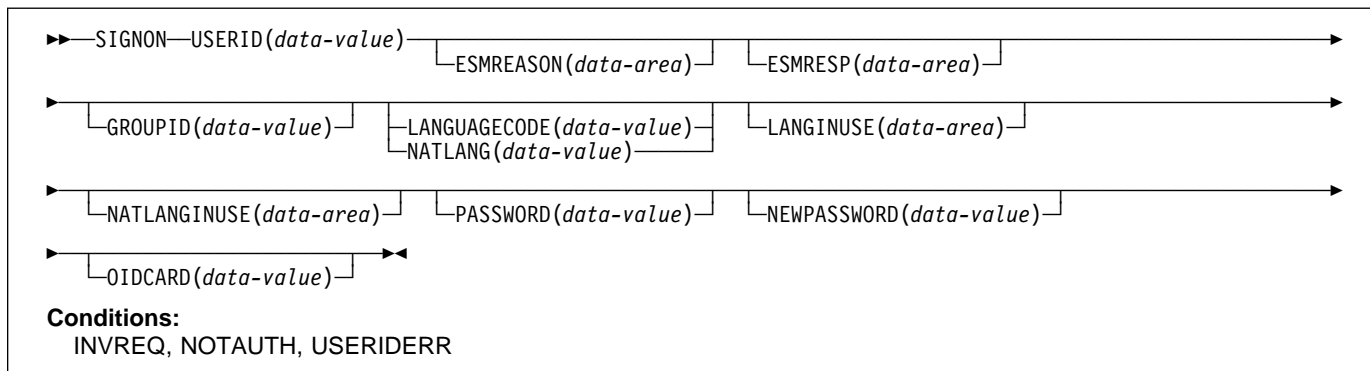 SIGNON USERID(data-value)
ESMREASON(data-area) ESMRESP(data-area)
GROUPID(data-value) LANGUAGECODE(data-value) LANGINUSE(data-area)
NATLANG(data-value)
NATLANGINUSE(data-area) PASSWORD(data-value) NEWPASSWORD(data-value)
OIDCARD(data-value)
Conditions:
INVREQ, NOTAUTH, USERIDERR